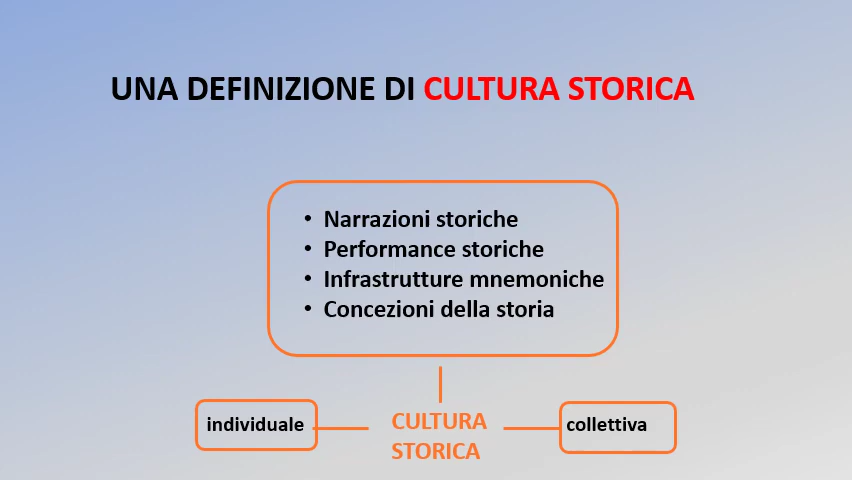 UNA DEFINIZIONE DI CULTURA STORICA
• Narrazioni storiche
• Performance storiche
• Infrastrutture mnemoniche
• Concezioni della storia
individuale
CULTURA
STORICA
collettiva